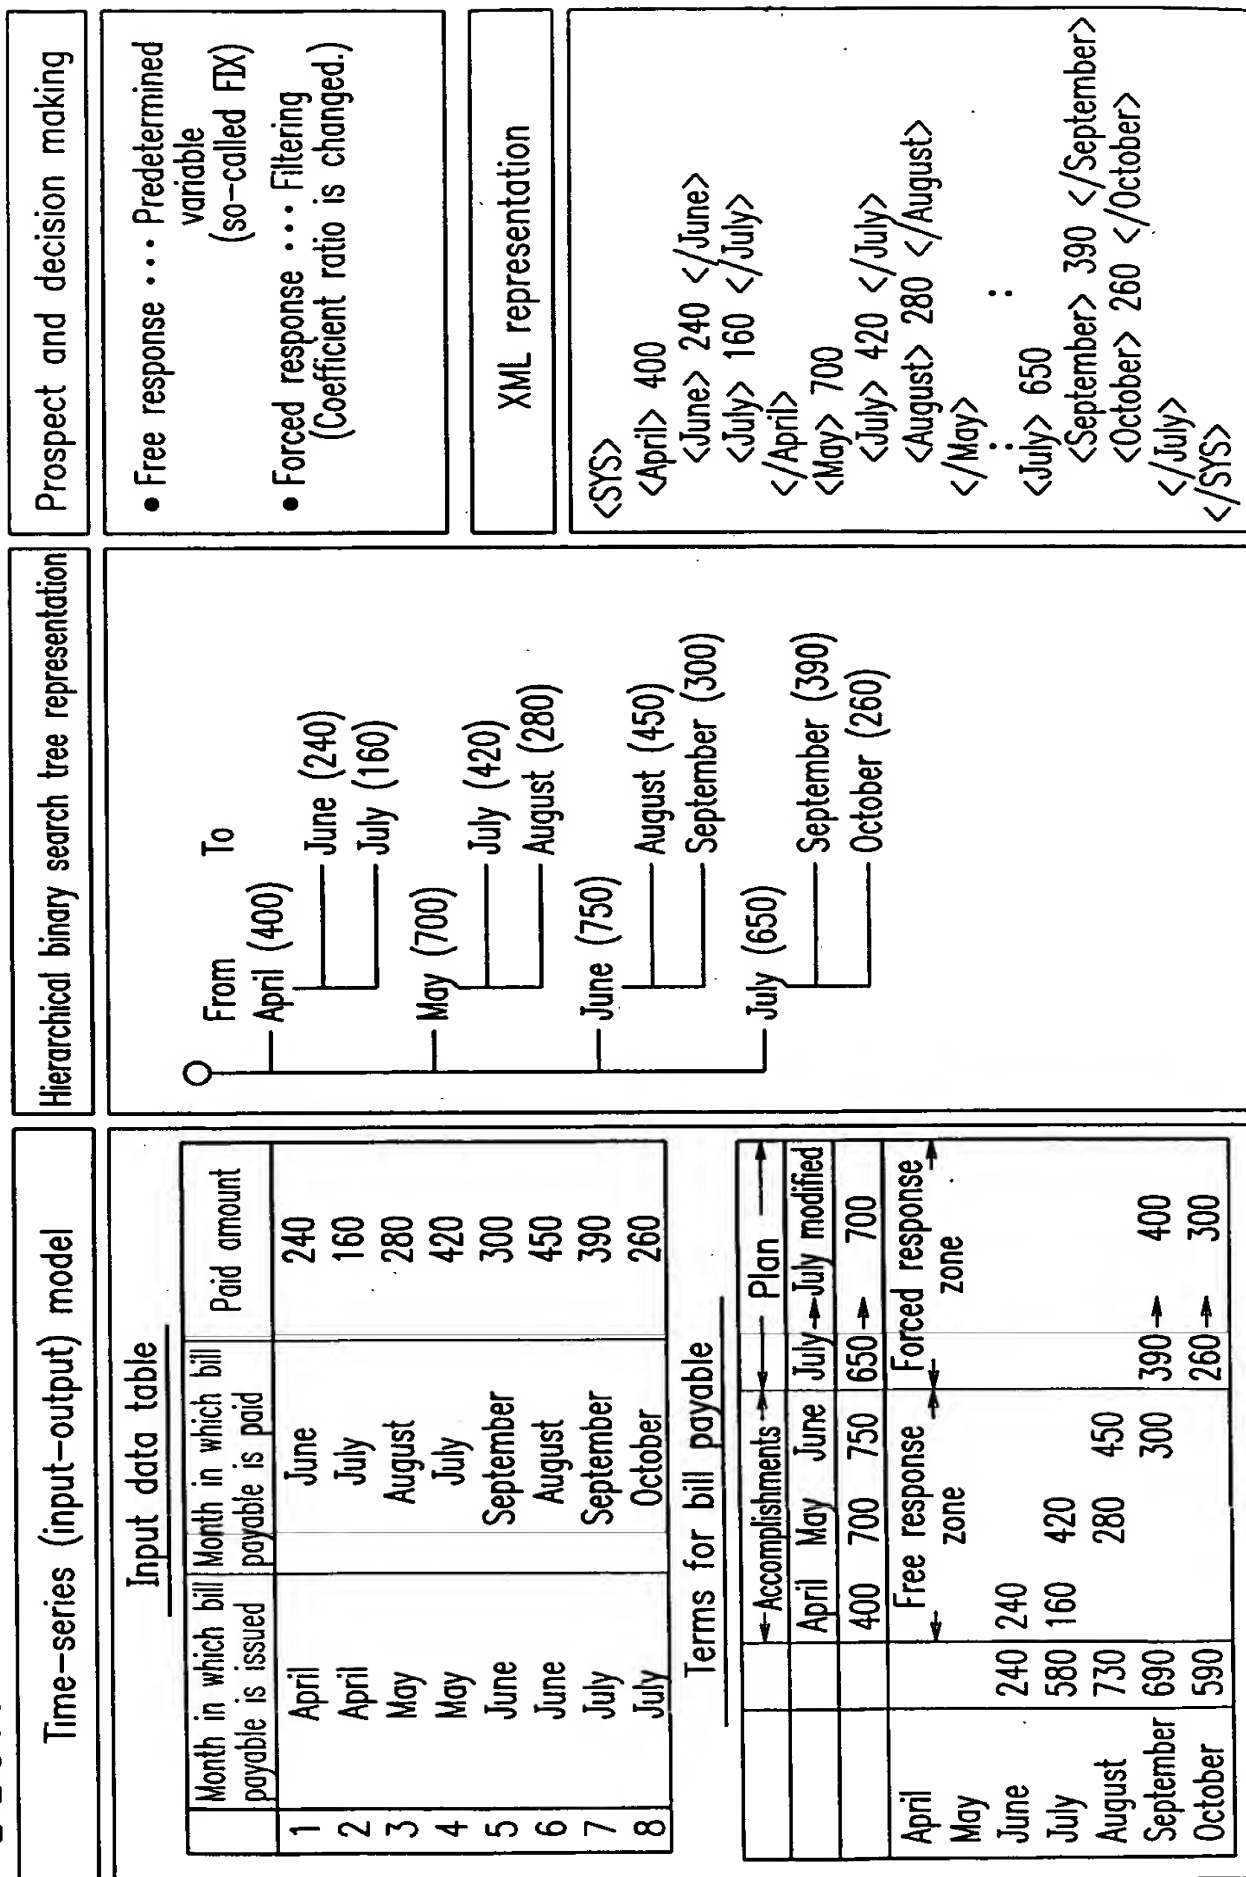 Time-series (input-output) model
Input data table
Month in which bill payable is issued Month in which bill payable is paid Paid amount
1 April June 240
2 April July 160
3 May August 280
4 May July 420
5 June September 300
6 June August 450
7 July September 390
8 July October 260
Terms for bill payable
←Accomplishments→ ← Plan →
April May June July→July modified
400 700 750 650→ 700
April Free response zone Forced response zone
May
June 240 240
July 580 160 420
August 730 280 450
September 690 300 390→ 400
October 590 260→ 300
Hierarchical binary search tree representation
From To
April (400)
June (240)
July (160)
May (700)
July (420)
August (280)
June (750)
August (450)
September (300)
July (650)
September (390)
October (260)
Prospect and decision making
• Free response ··· Predetermined
variable
(so-called FIX)
• Forced response ··· Filtering
(Coefficient ratio is changed.)
XML representation
<SYS>
<April> 400
<June> 240 </June>
<July> 160 </July>
</April>
<May> 700
<July> 420 </July>
<August> 280 </August>
</May>
: :
<July> 650
<September> 390 </September>
<October> 260 </October>
</July>
</SYS>